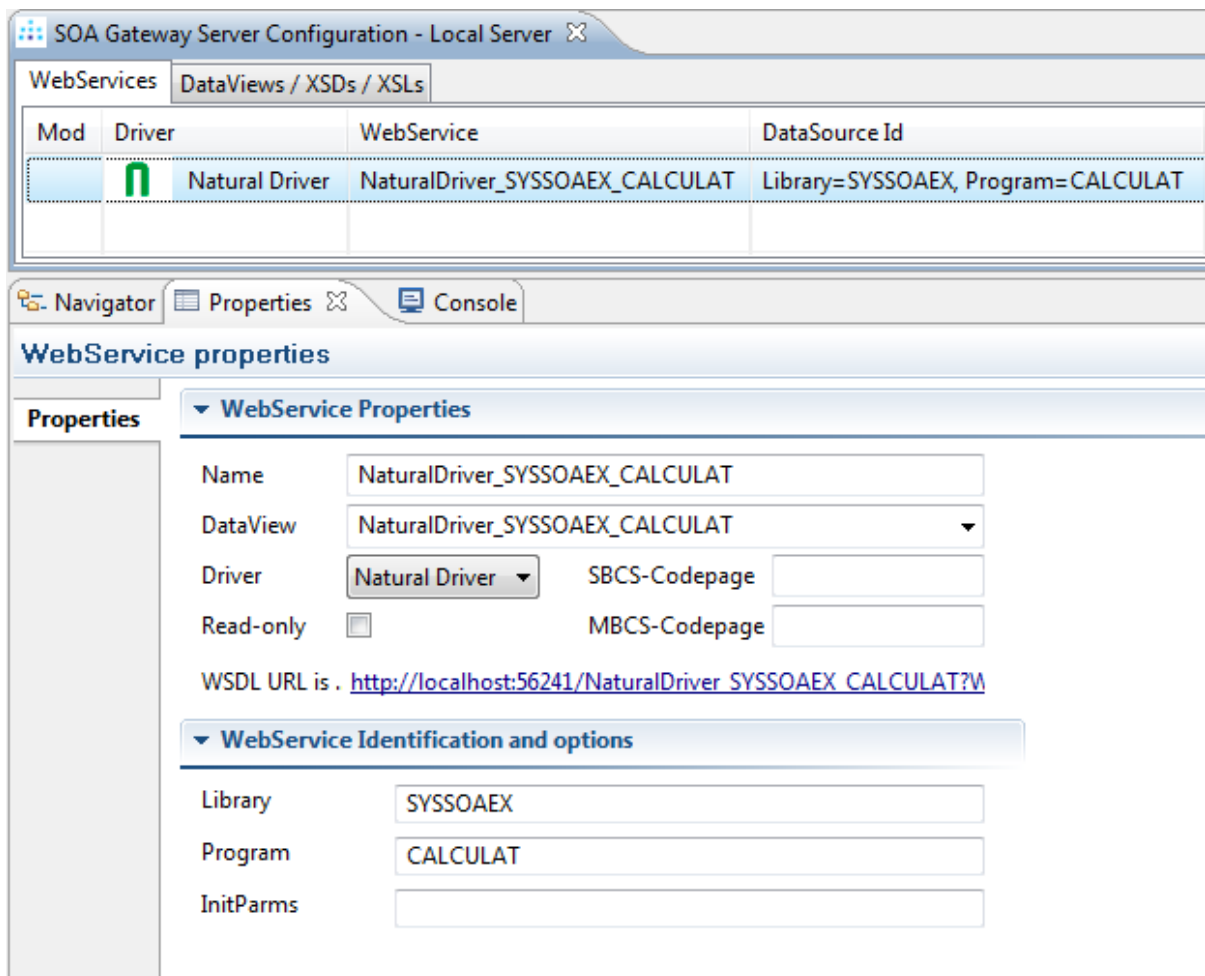 SOA Gateway Server Configuration - Local Server
WebServices DataViews / XSDs / XSLs
Mod Driver WebService DataSource Id
Natural Driver NaturalDriver_SYSSOAEX_CALCULAT Library=SYSSOAEX, Program=CALCULAT
Navigator Properties Console
WebService properties
Properties
WebService Properties
Name NaturalDriver_SYSSOAEX_CALCULAT
DataView NaturalDriver_SYSSOAEX_CALCULAT
Driver Natural Driver SBCS-Codepage
Read-only MBCS-Codepage
WSDL URL is . http://localhost:56241/NaturalDriver_SYSSOAEX_CALCULAT?W
WebService Identification and options
Library SYSSOAEX
Program CALCULAT
InitParms